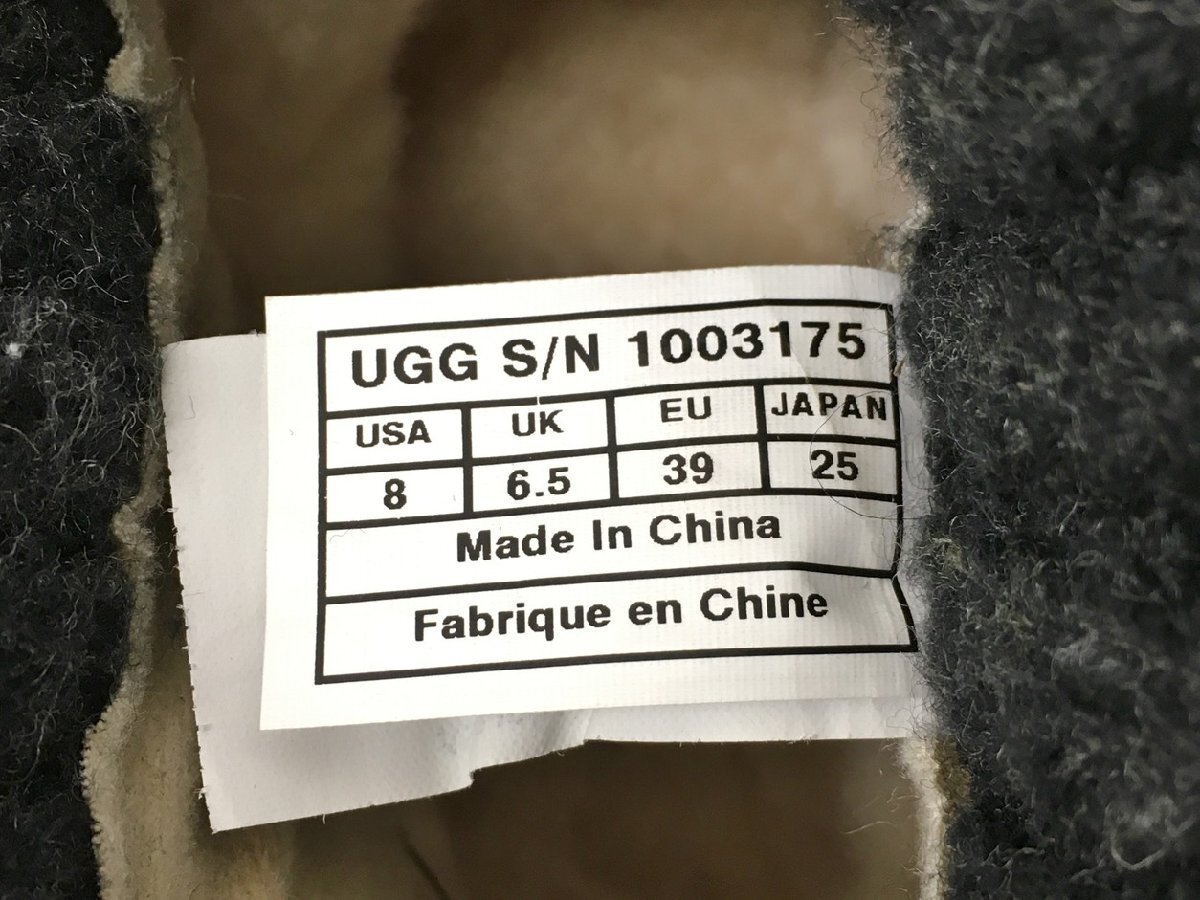 UGG S/N 1003175
USA UK EU JAPAN
8 6.5 39 25
Made In China
Fabrique en Chine